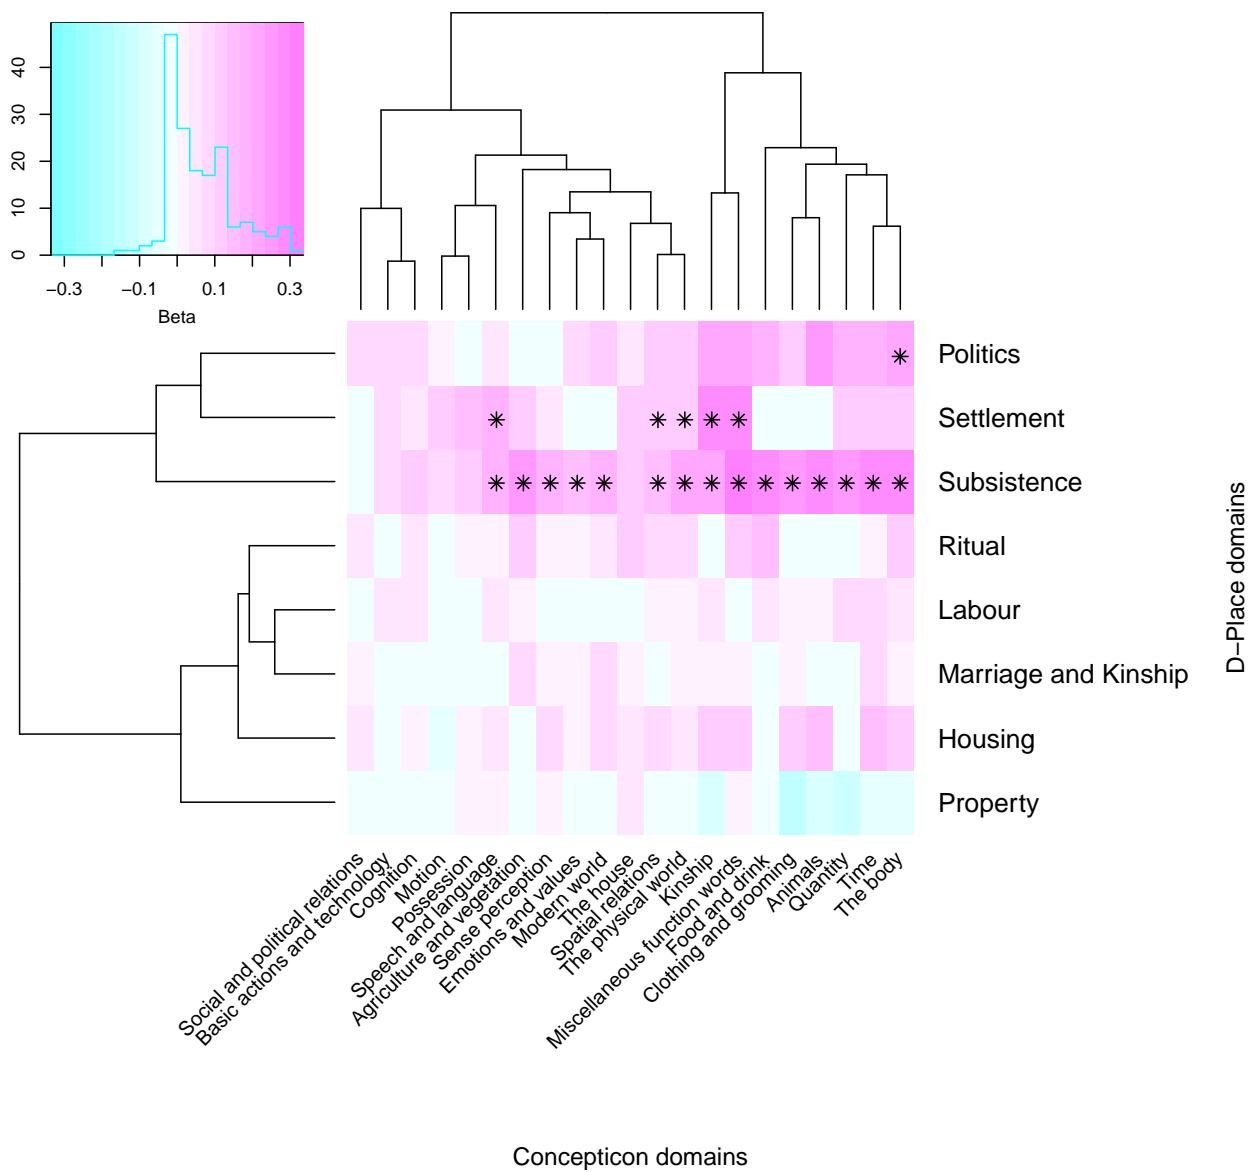 40
30
20
10
0
−0.3
−0.1
0.1
0.3
Beta
Politics
Settlement
Subsistence
Ritual
Labour
Marriage and Kinship
Housing
Property
D−Place domains
Social and political relations
Basic actions and technology
Cognition
Motion
Possession
Speech and language
Agriculture and vegetation
Sense perception
Emotions and values
Modern world
The house
Spatial relations
The physical world
Kinship
Miscellaneous function words
Food and drink
Clothing and grooming
Animals
Quantity
Time
The body
Concepticon domains